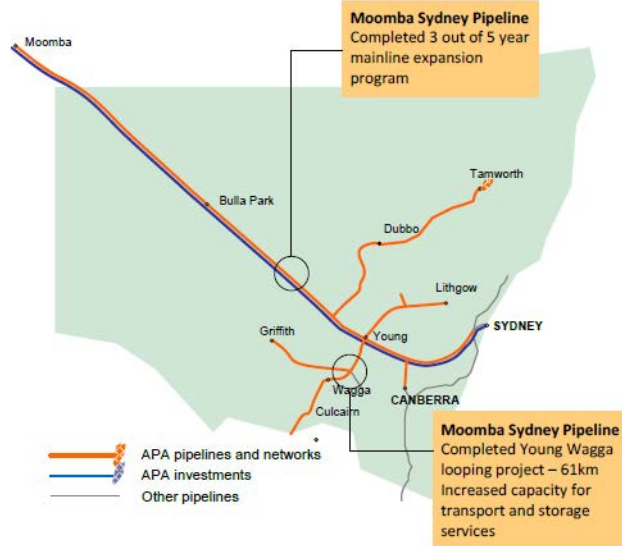 Moomba Sydney Pipeline
Completed 3 out of 5 year
mainline expansion
program
Moomba
Tamworth
Bulla Park
Dubbo
Lithgow
SYDNEY
Griffith
Young
Wagga
CANBERRA
Culcairn
Moomba Sydney Pipeline
Completed Young Wagga
looping project – 61km
Increased capacity for
transport and storage
services
APA pipelines and networks
APA investments
Other pipelines